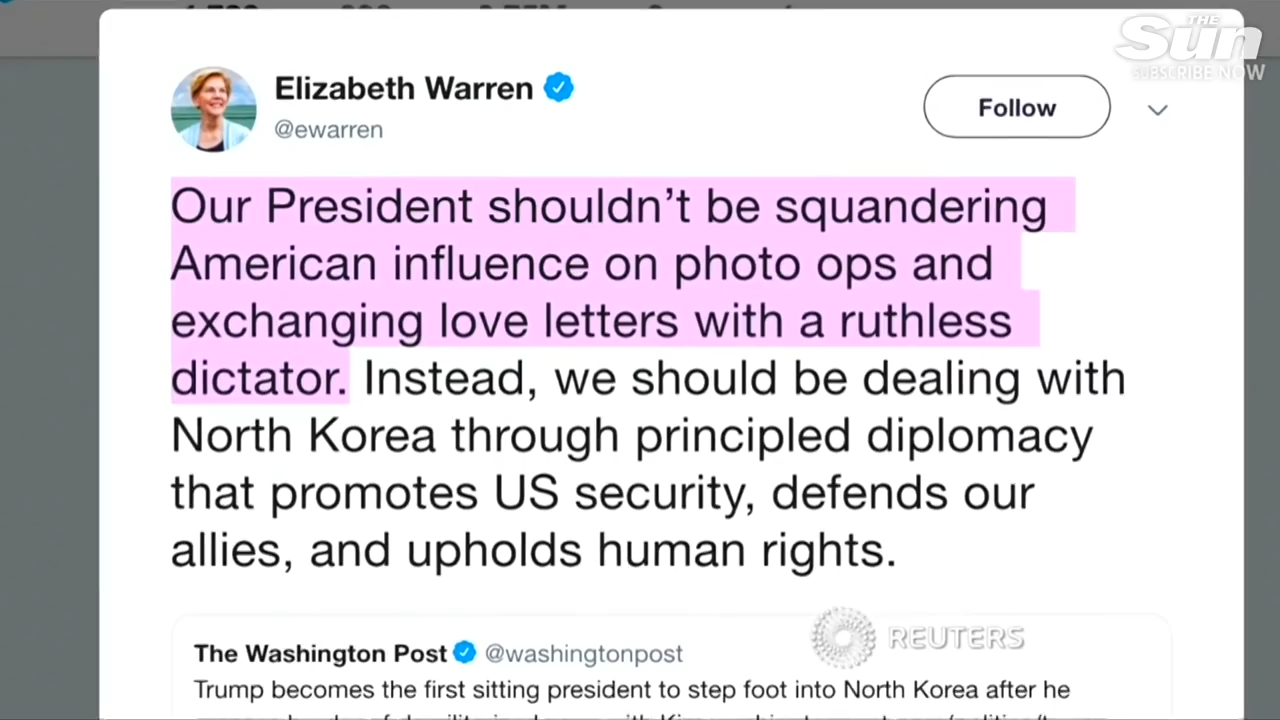 THE
Sun
SUBSCRIBE NOW
Elizabeth Warren
@ewarren
Follow
Our President shouldn’t be squandering
American influence on photo ops and
exchanging love letters with a ruthless
dictator. Instead, we should be dealing with
North Korea through principled diplomacy
that promotes US security, defends our
allies, and upholds human rights.
REUTERS
The Washington Post @washingtonpost
Trump becomes the first sitting president to step foot into North Korea after he